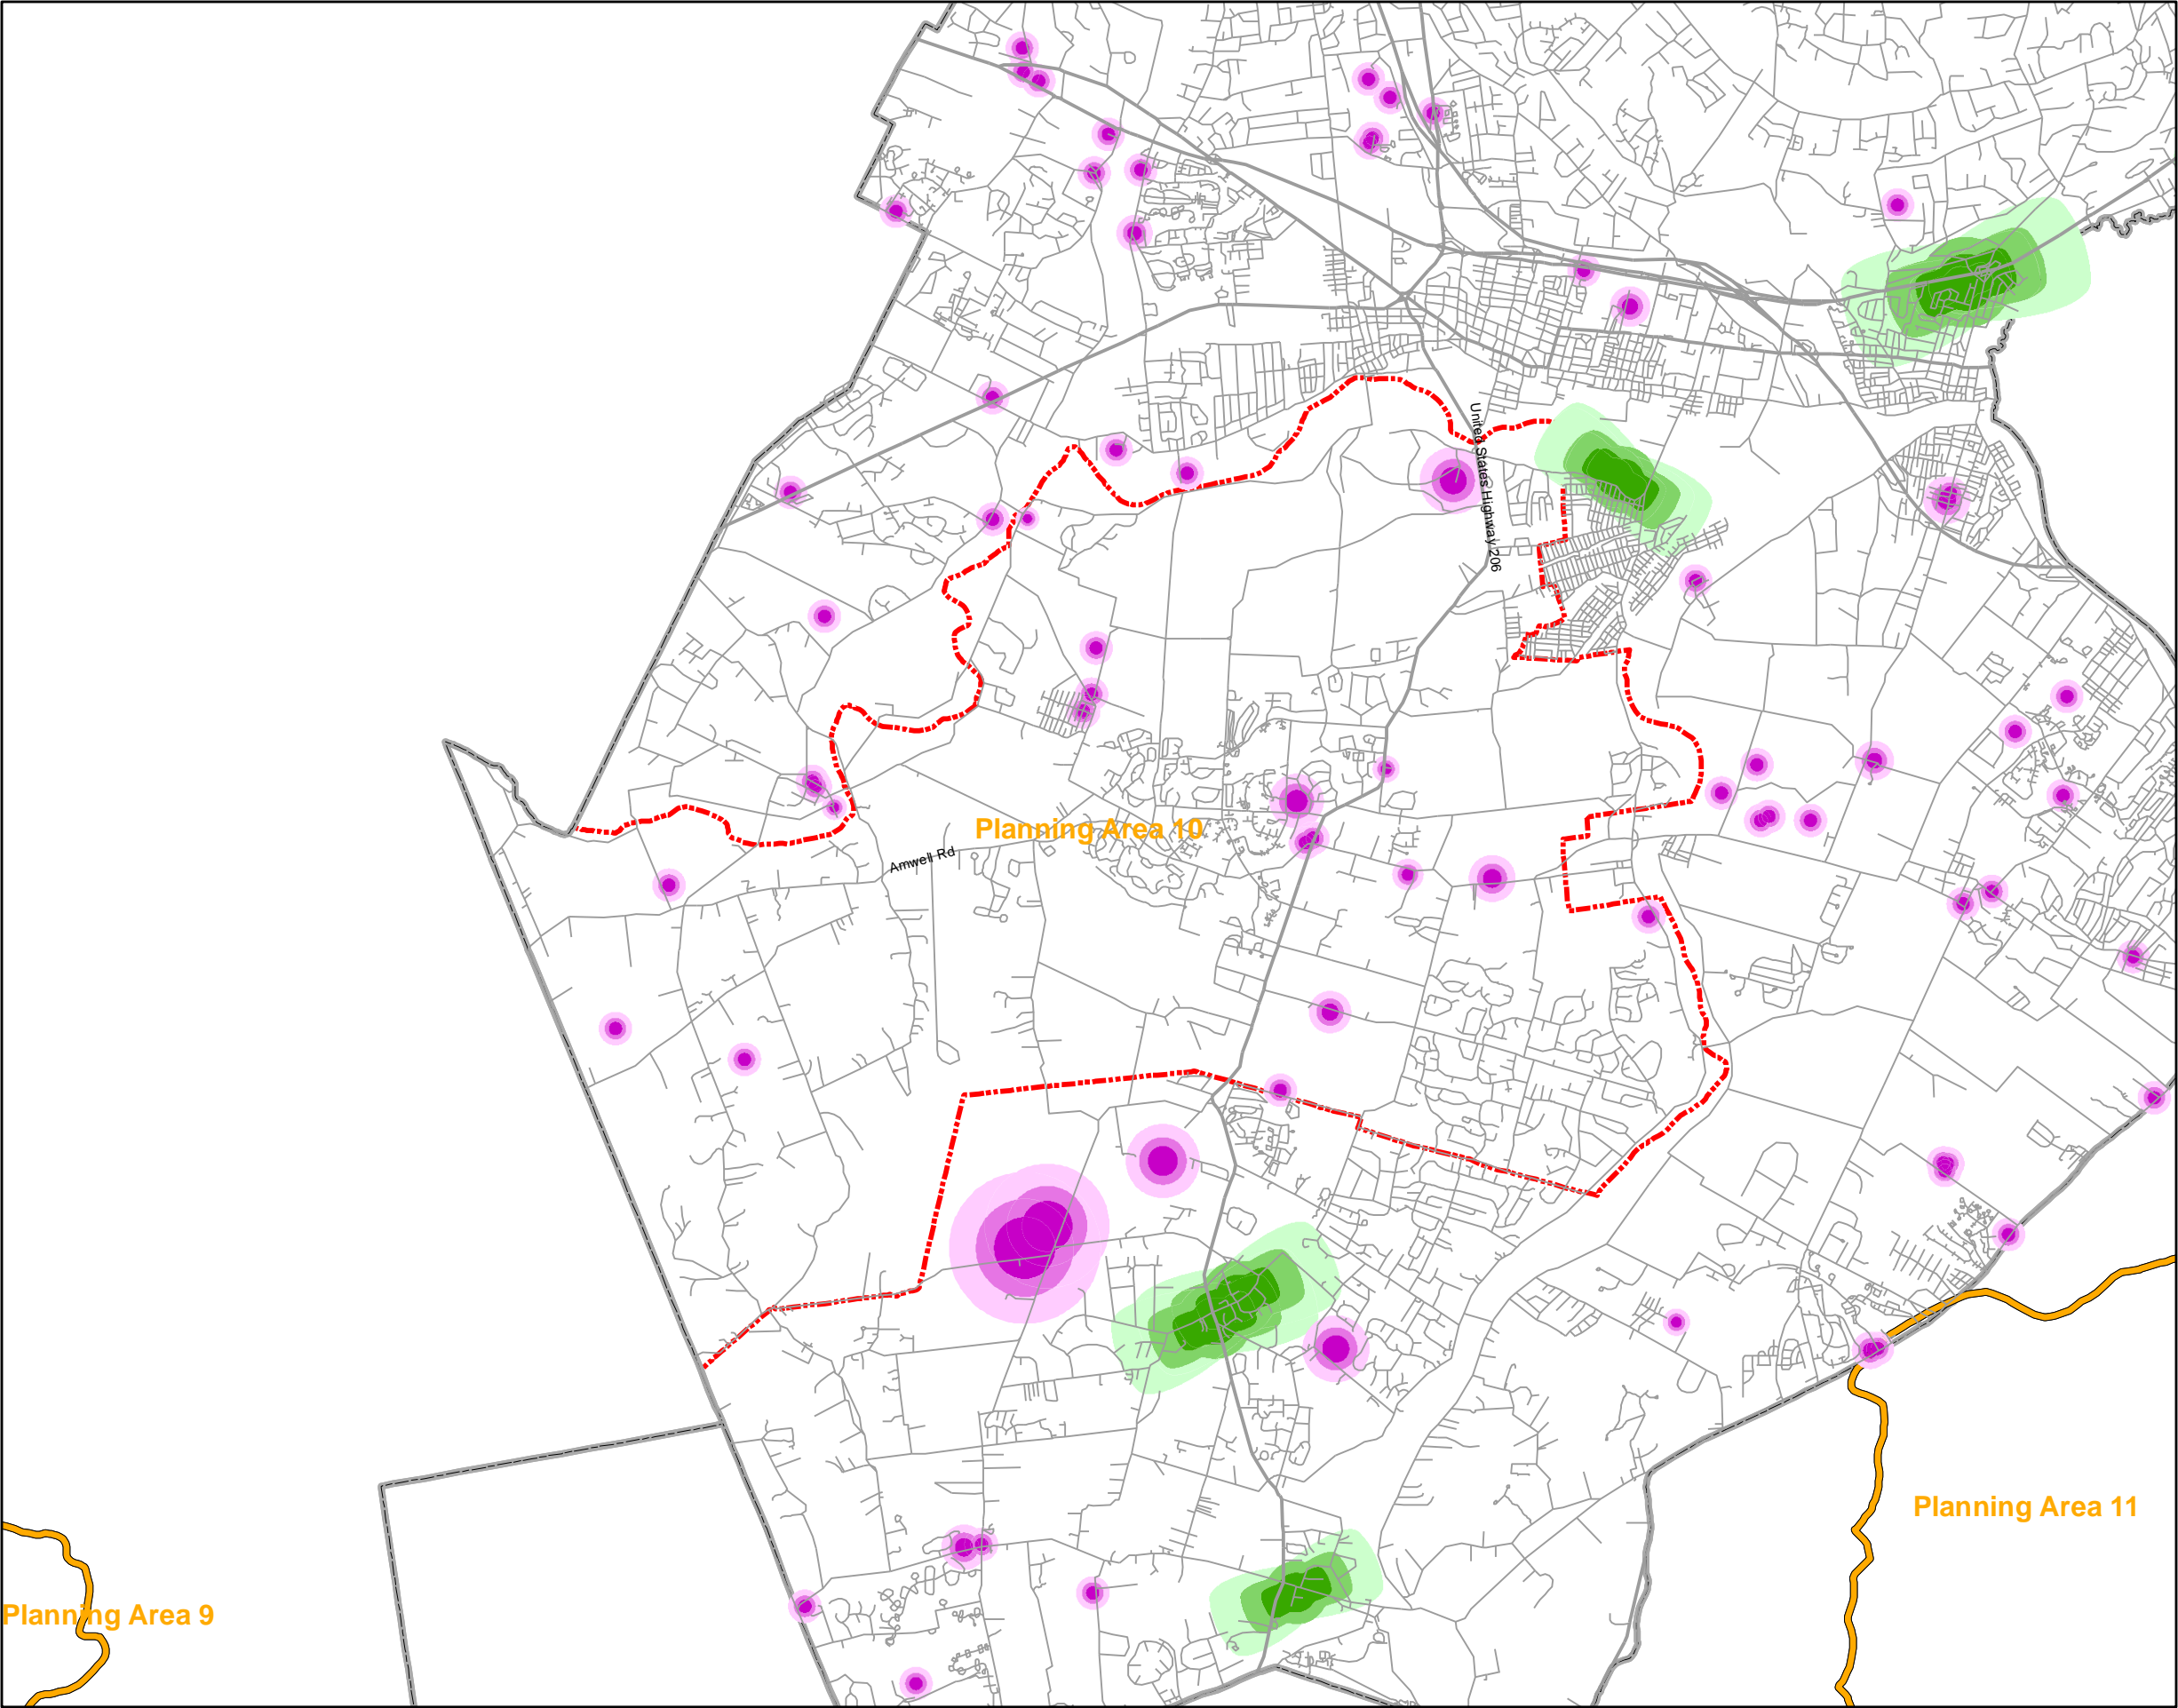 United States Highway 206
Planning Area 10
Amwell Rd
Planning Area 11
Planning Area 9